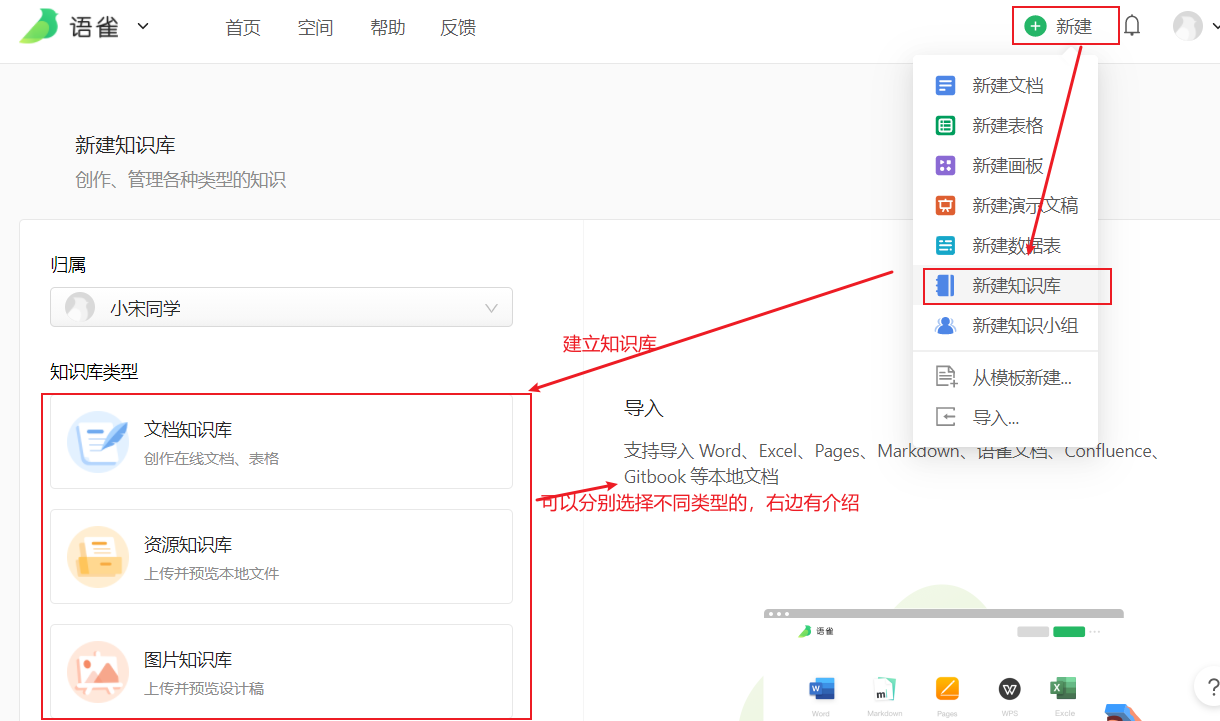 语雀
首页 空间 帮助 反馈
新建
新建文档
新建表格
新建画板
新建演示文稿
新建数据表
新建知识库
新建知识小组
从模板新建...
导入...
新建知识库
创作、管理各种类型的知识
归属
小宋同学
知识库类型
文档知识库
创作在线文档、表格
资源知识库
上传并预览本地文件
图片知识库
上传并预览设计稿
建立知识库
导入
支持导入 Word、Excel、Pages、Markdown、语雀文档、Confluence、
Gitbook 等本地文档
可以分别选择不同类型的，右边有介绍
语雀
W m↓ W X
Word Markdown Pages WPS Excle
?